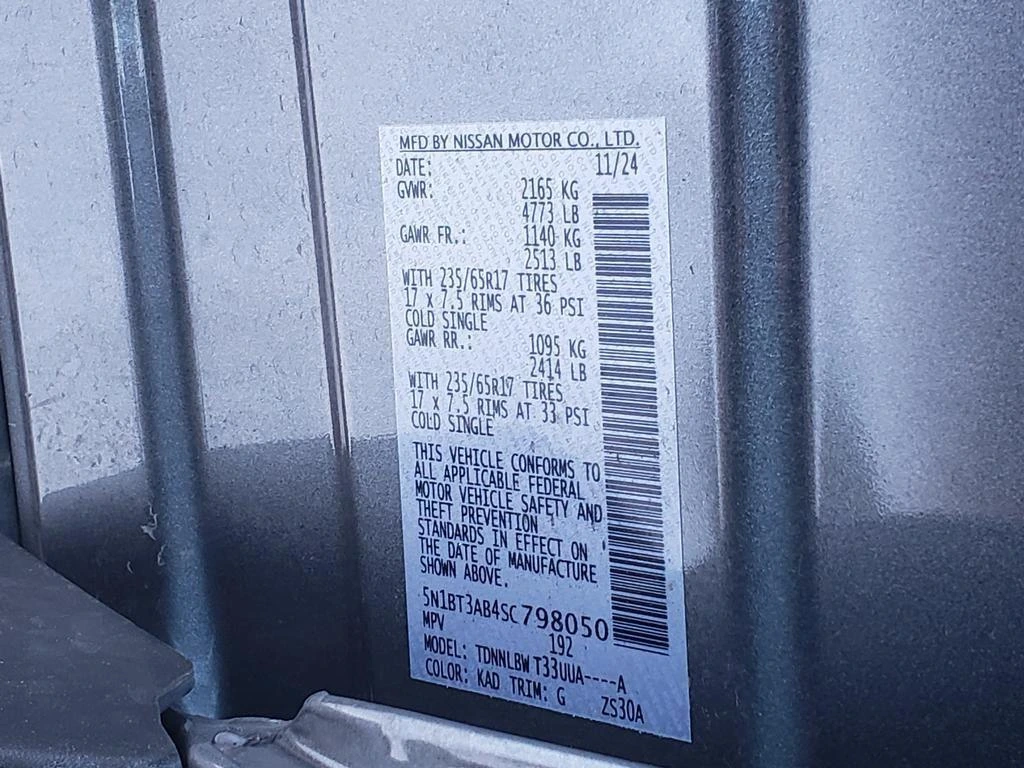 MFD BY NISSAN MOTOR CO., LTD.
DATE: 11/24
GVWR: 2165 KG
4773 LB
GAWR FR.: 1140 KG
2513 LB
WITH 235/65R17 TIRES
17 x 7.5 RIMS AT 36 PSI
COLD SINGLE
GAWR RR.: 1095 KG
2414 LB
WITH 235/65R17 TIRES
17 x 7.5 RIMS AT 33 PSI
COLD SINGLE
THIS VEHICLE CONFORMS TO
ALL APPLICABLE FEDERAL
MOTOR VEHICLE SAFETY AND
THEFT PREVENTION
STANDARDS IN EFFECT ON
THE DATE OF MANUFACTURE
SHOWN ABOVE.
5N1BT3AB4SC798050
MPV 192
MODEL: TDNNLBWT33UUA----A
COLOR: KAD TRIM: G ZS30A